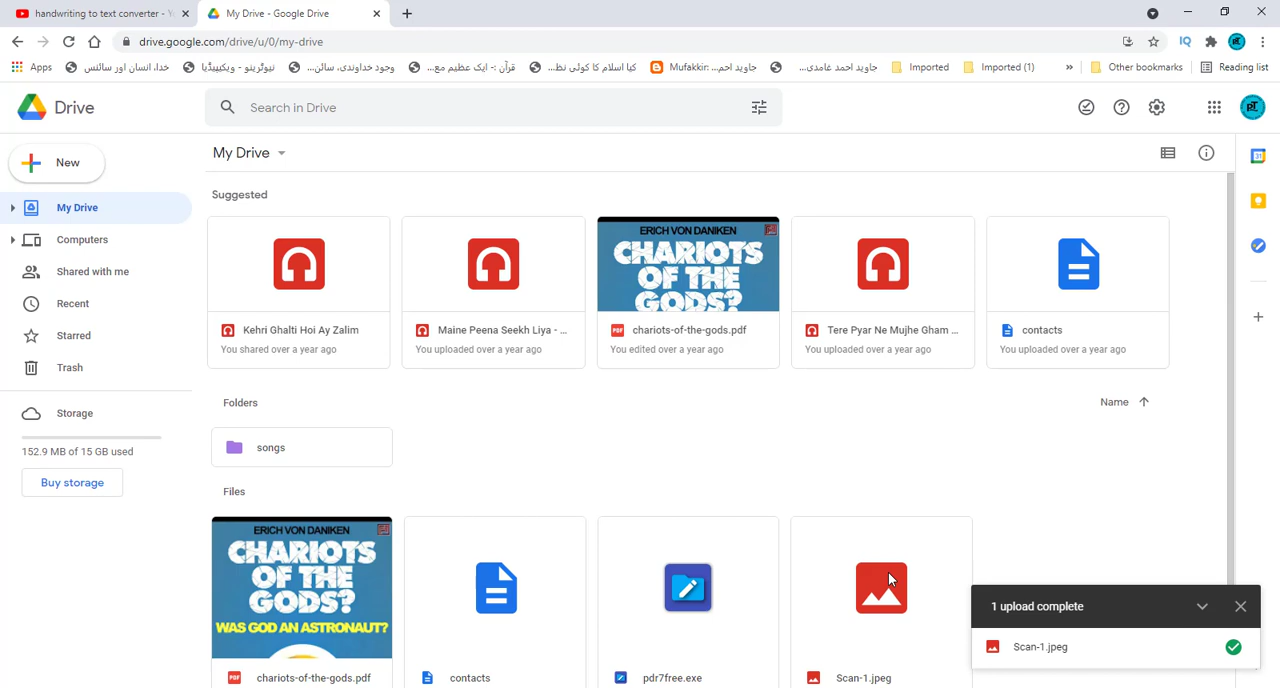 handwriting to text converter - Y
My Drive - Google Drive
drive.google.com/drive/u/0/my-drive
IQ
pT
Apps
خدا، انسان اور سائنس
نیوٹرینو - ویکیپیڈیا
وجود خداوندی، سائن...
قرآن :- ایک عظیم مع...
کیا اسلام کا کوئی نظ...
Mufakkir: جاوید احم...
جاوید احمد غامدی...
Imported
Imported (1)
»
Other bookmarks
Reading list
Drive
Search in Drive
pT
New
My Drive
My Drive
Computers
Shared with me
Recent
Starred
Trash
Storage
152.9 MB of 15 GB used
Buy storage
Suggested
ERICH VON DANIKEN
CHARIOTS
OF THE
GODS?
Kehri Ghalti Hoi Ay Zalim
You shared over a year ago
Maine Peena Seekh Liya - ...
You uploaded over a year ago
PDF chariots-of-the-gods.pdf
You edited over a year ago
Tere Pyar Ne Mujhe Gham ...
You uploaded over a year ago
contacts
You uploaded over a year ago
31
Folders
Name
songs
Files
ERICH VON DANIKEN
CHARIOTS
OF THE
GODS?
WAS GOD AN ASTRONAUT?
PDF chariots-of-the-gods.pdf
contacts
pdr7free.exe
Scan-1.jpeg
1 upload complete
Scan-1.jpeg